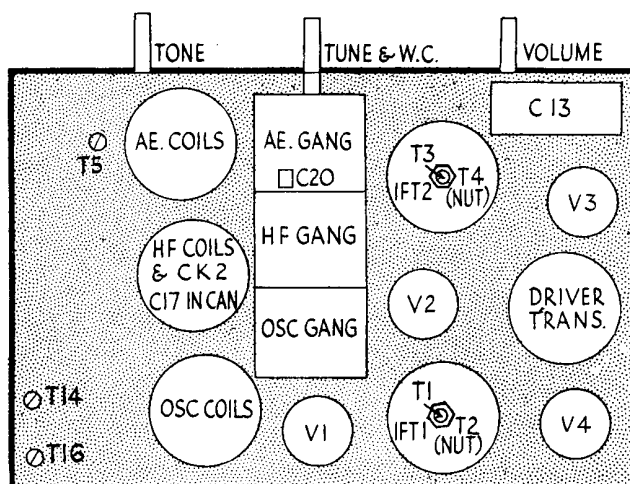 TONE
TUNE & W.C.
VOLUME
C13
T5
AE. COILS
AE. GANG
C20
T3
IFT2
T4
(NUT)
V3
HF COILS
& CK2
C17 IN CAN
HF GANG
V2
DRIVER
TRANS.
OSC GANG
T14
T16
OSC COILS
V1
T1
IFT1
T2
(NUT)
V4